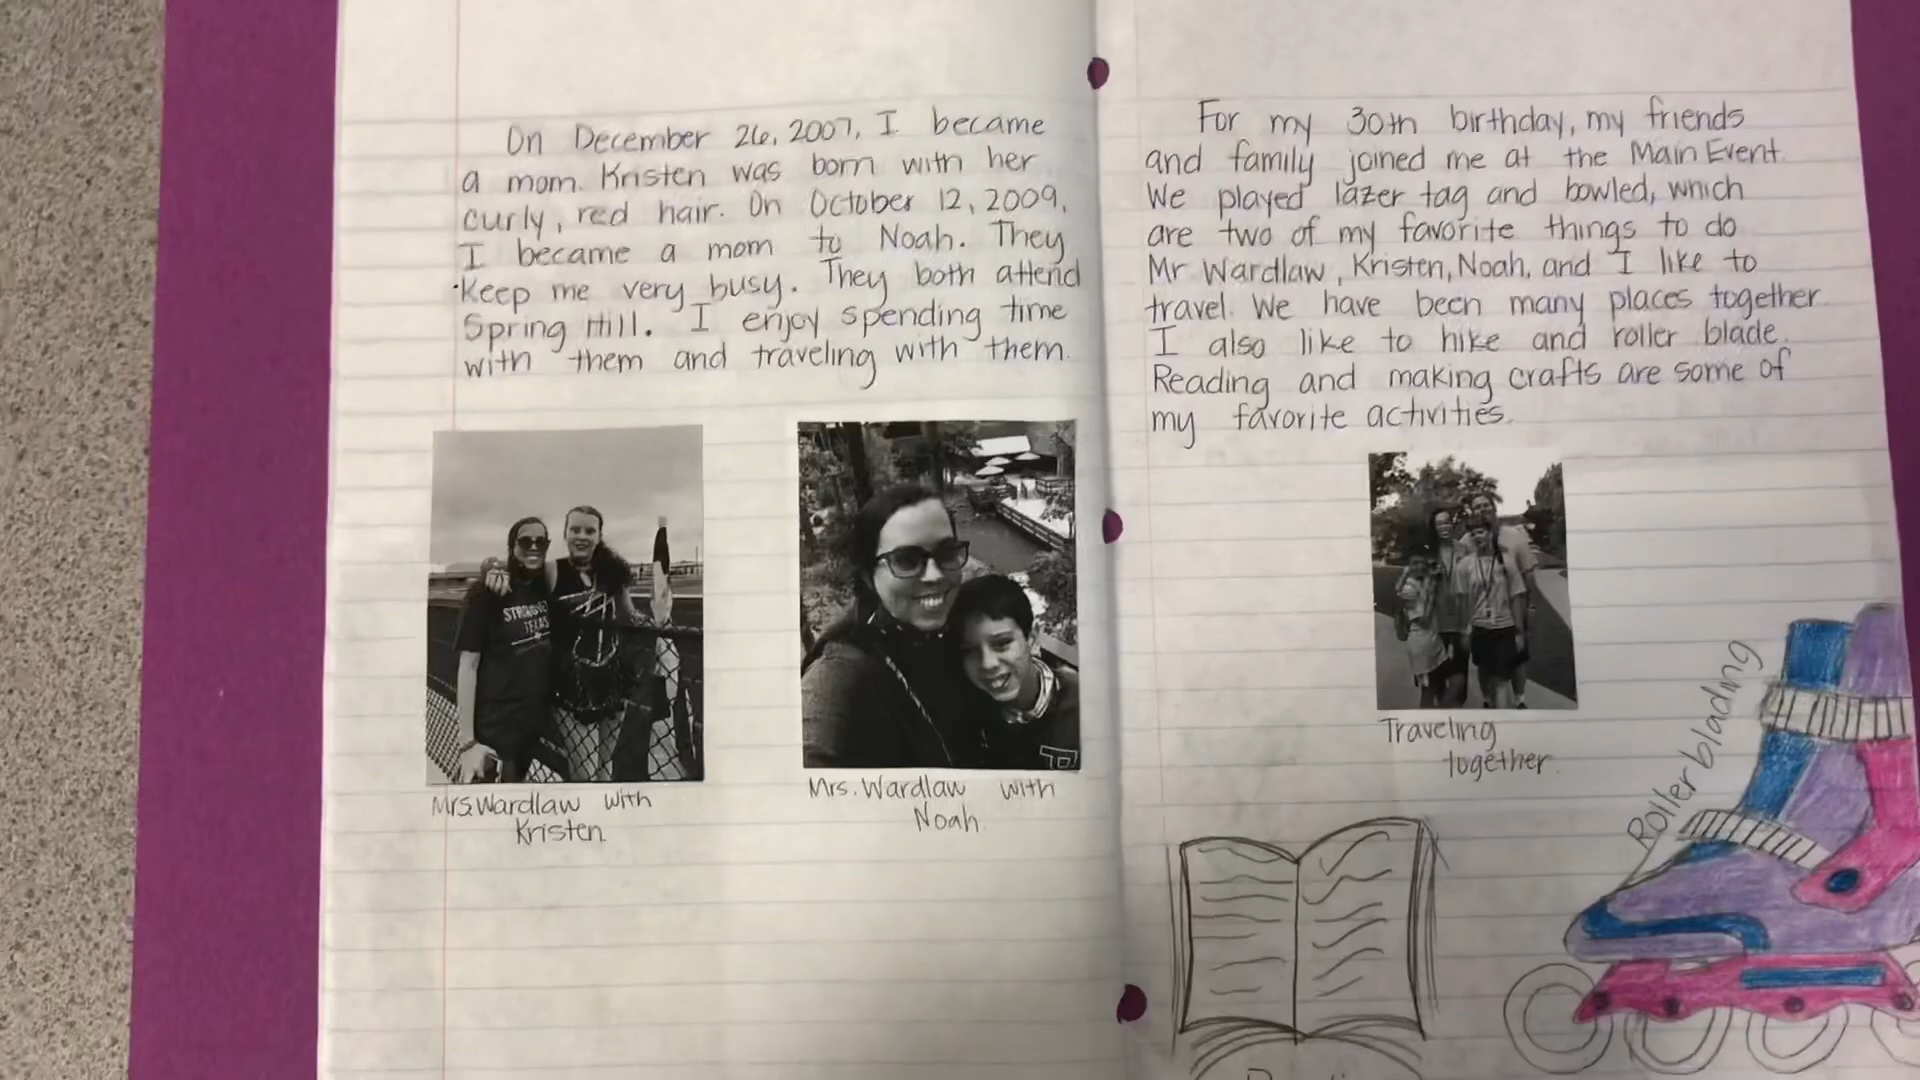 On December 26, 2007, I became
a mom. Kristen was born with her
curly, red hair. On October 12, 2009,
I became a mom to Noah. They
keep me very busy. They both attend
Spring Hill. I enjoy spending time
with them and traveling with them.
Mrs. Wardlaw with
Kristen.
Mrs. Wardlaw with
Noah.
For my 30th birthday, my friends
and family joined me at the Main Event.
We played lazer tag and bowled, which
are two of my favorite things to do
Mr Wardlaw, Kristen, Noah, and I like to
travel. We have been many places together.
I also like to hike and roller blade.
Reading and making crafts are some of
my favorite activities.
Traveling
together.
Roller blading
TEXAS